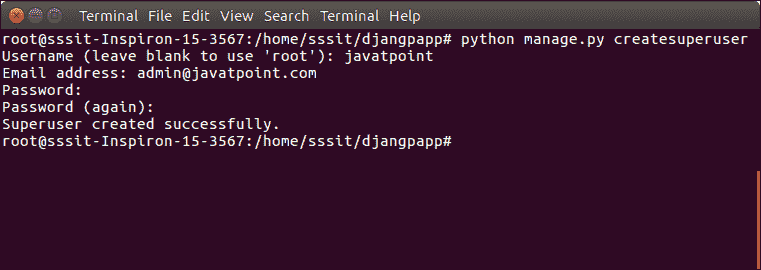 Terminal File Edit View Search Terminal Help
root@sssit-Inspiron-15-3567:/home/sssit/djangpapp# python manage.py createsuperuser
Username (leave blank to use 'root'): javatpoint
Email address: admin@javatpoint.com
Password:
Password (again):
Superuser created successfully.
root@sssit-Inspiron-15-3567:/home/sssit/djangpapp#